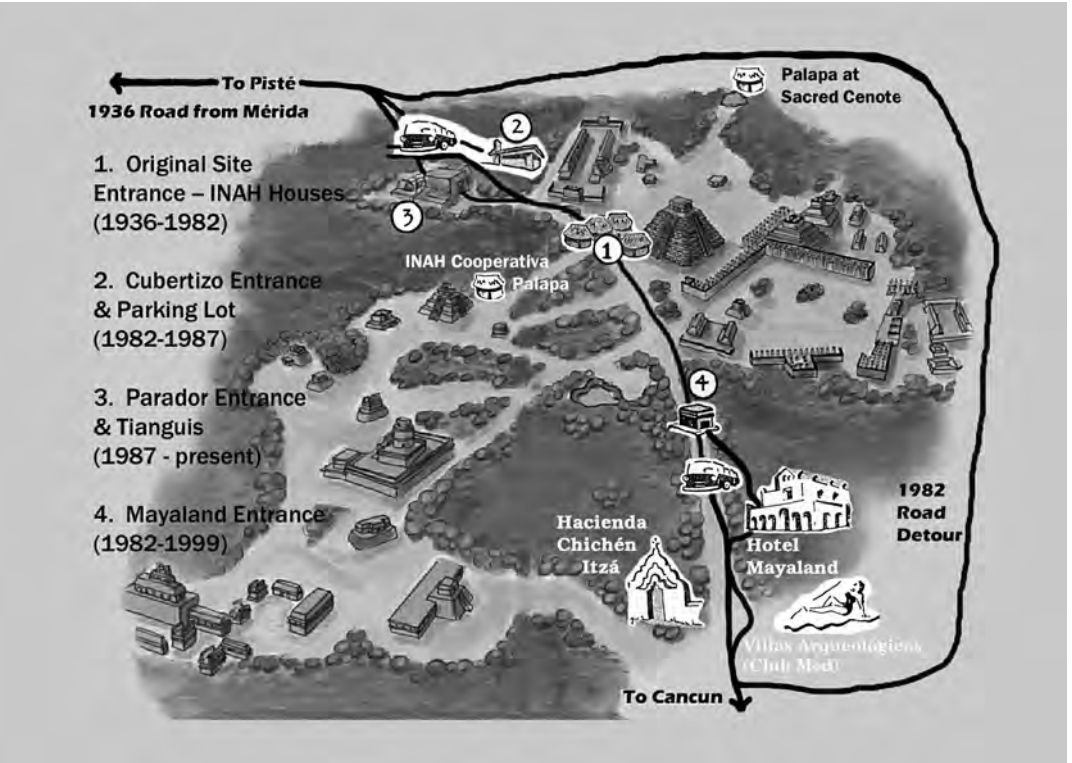 To Pisté
1936 Road from Mérida
1. Original Site
Entrance – INAH Houses
(1936-1982)
2. Cubertizo Entrance
& Parking Lot
(1982-1987)
3. Parador Entrance
& Tianguis
(1987 - present)
4. Mayaland Entrance
(1982-1999)
Palapa at
Sacred Cenote
2
3
1
INAH Cooperativa
Palapa
4
Hacienda
Chichén
Itzá
Hotel
Mayaland
1982
Road
Detour
Villas Arqueológicas
(Club Med)
To Cancun